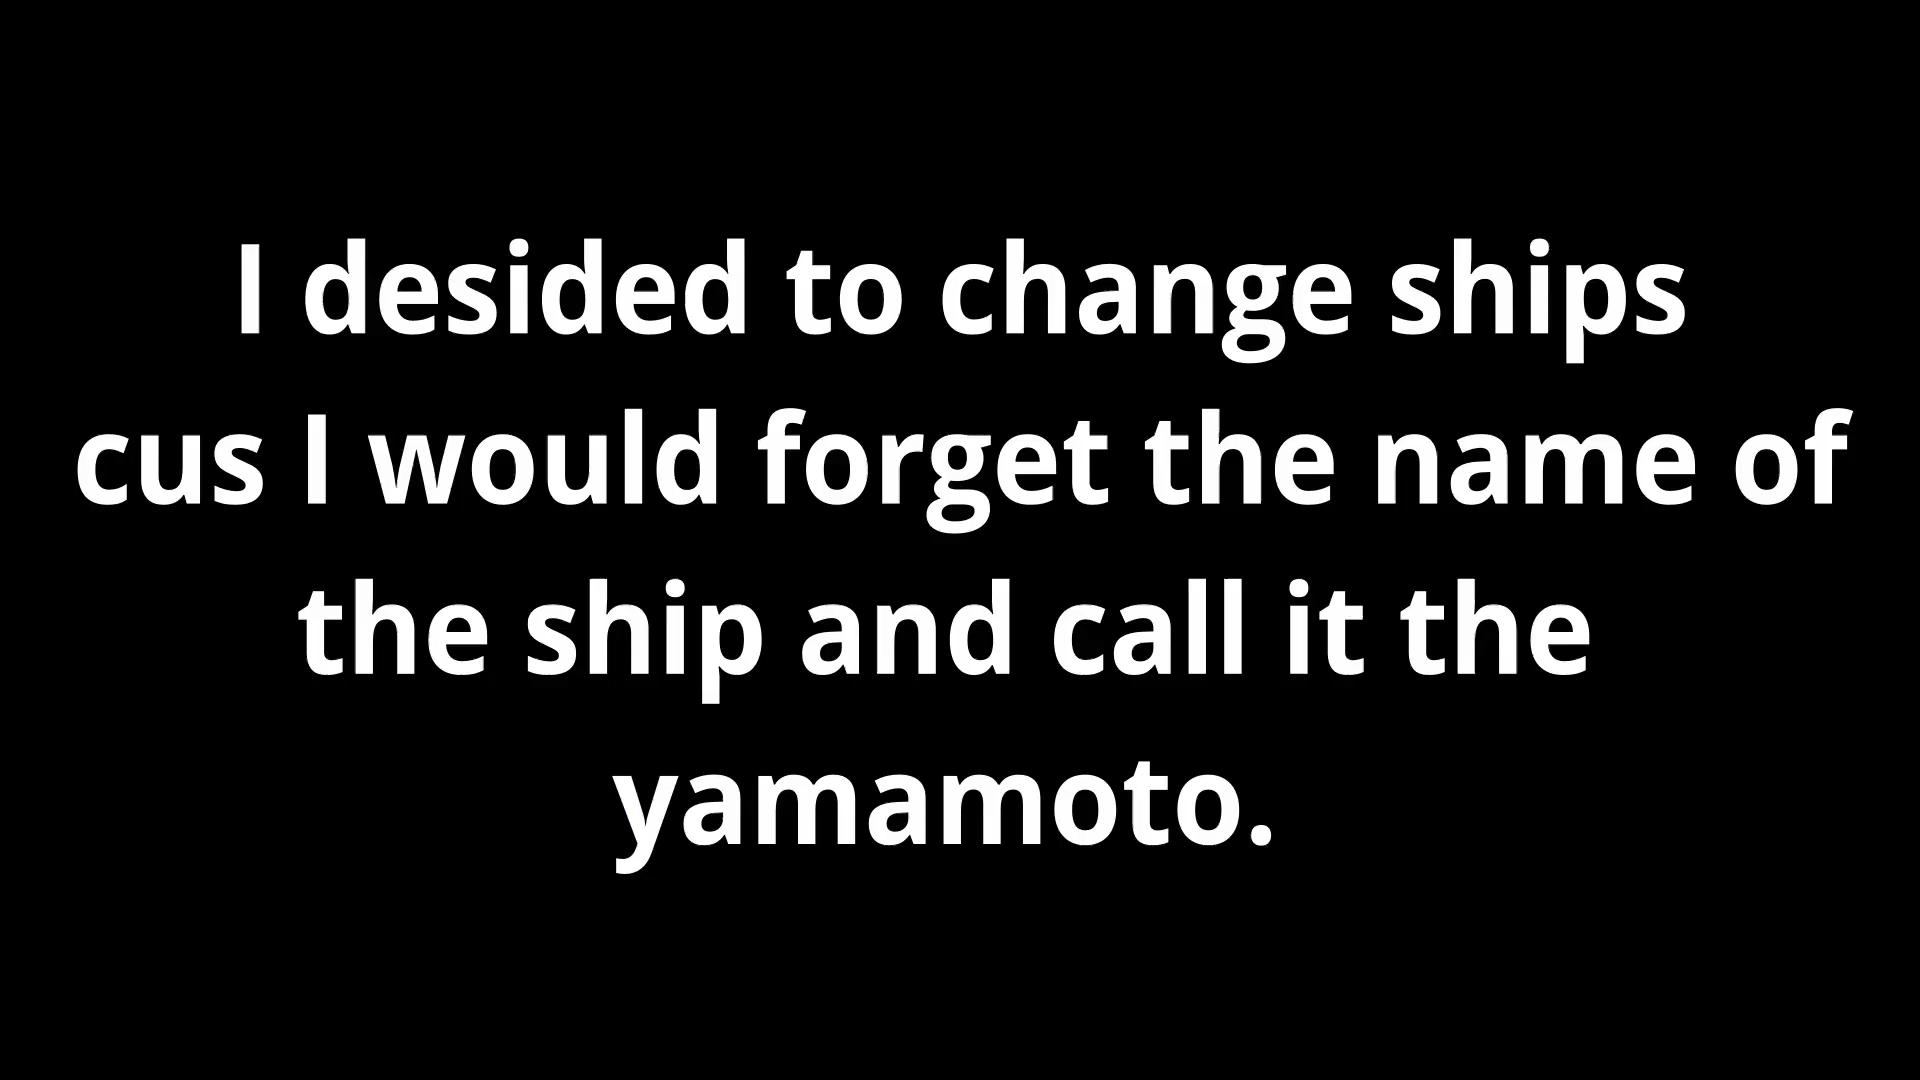 I desided to change ships
cus I would forget the name of
the ship and call it the
yamamoto.